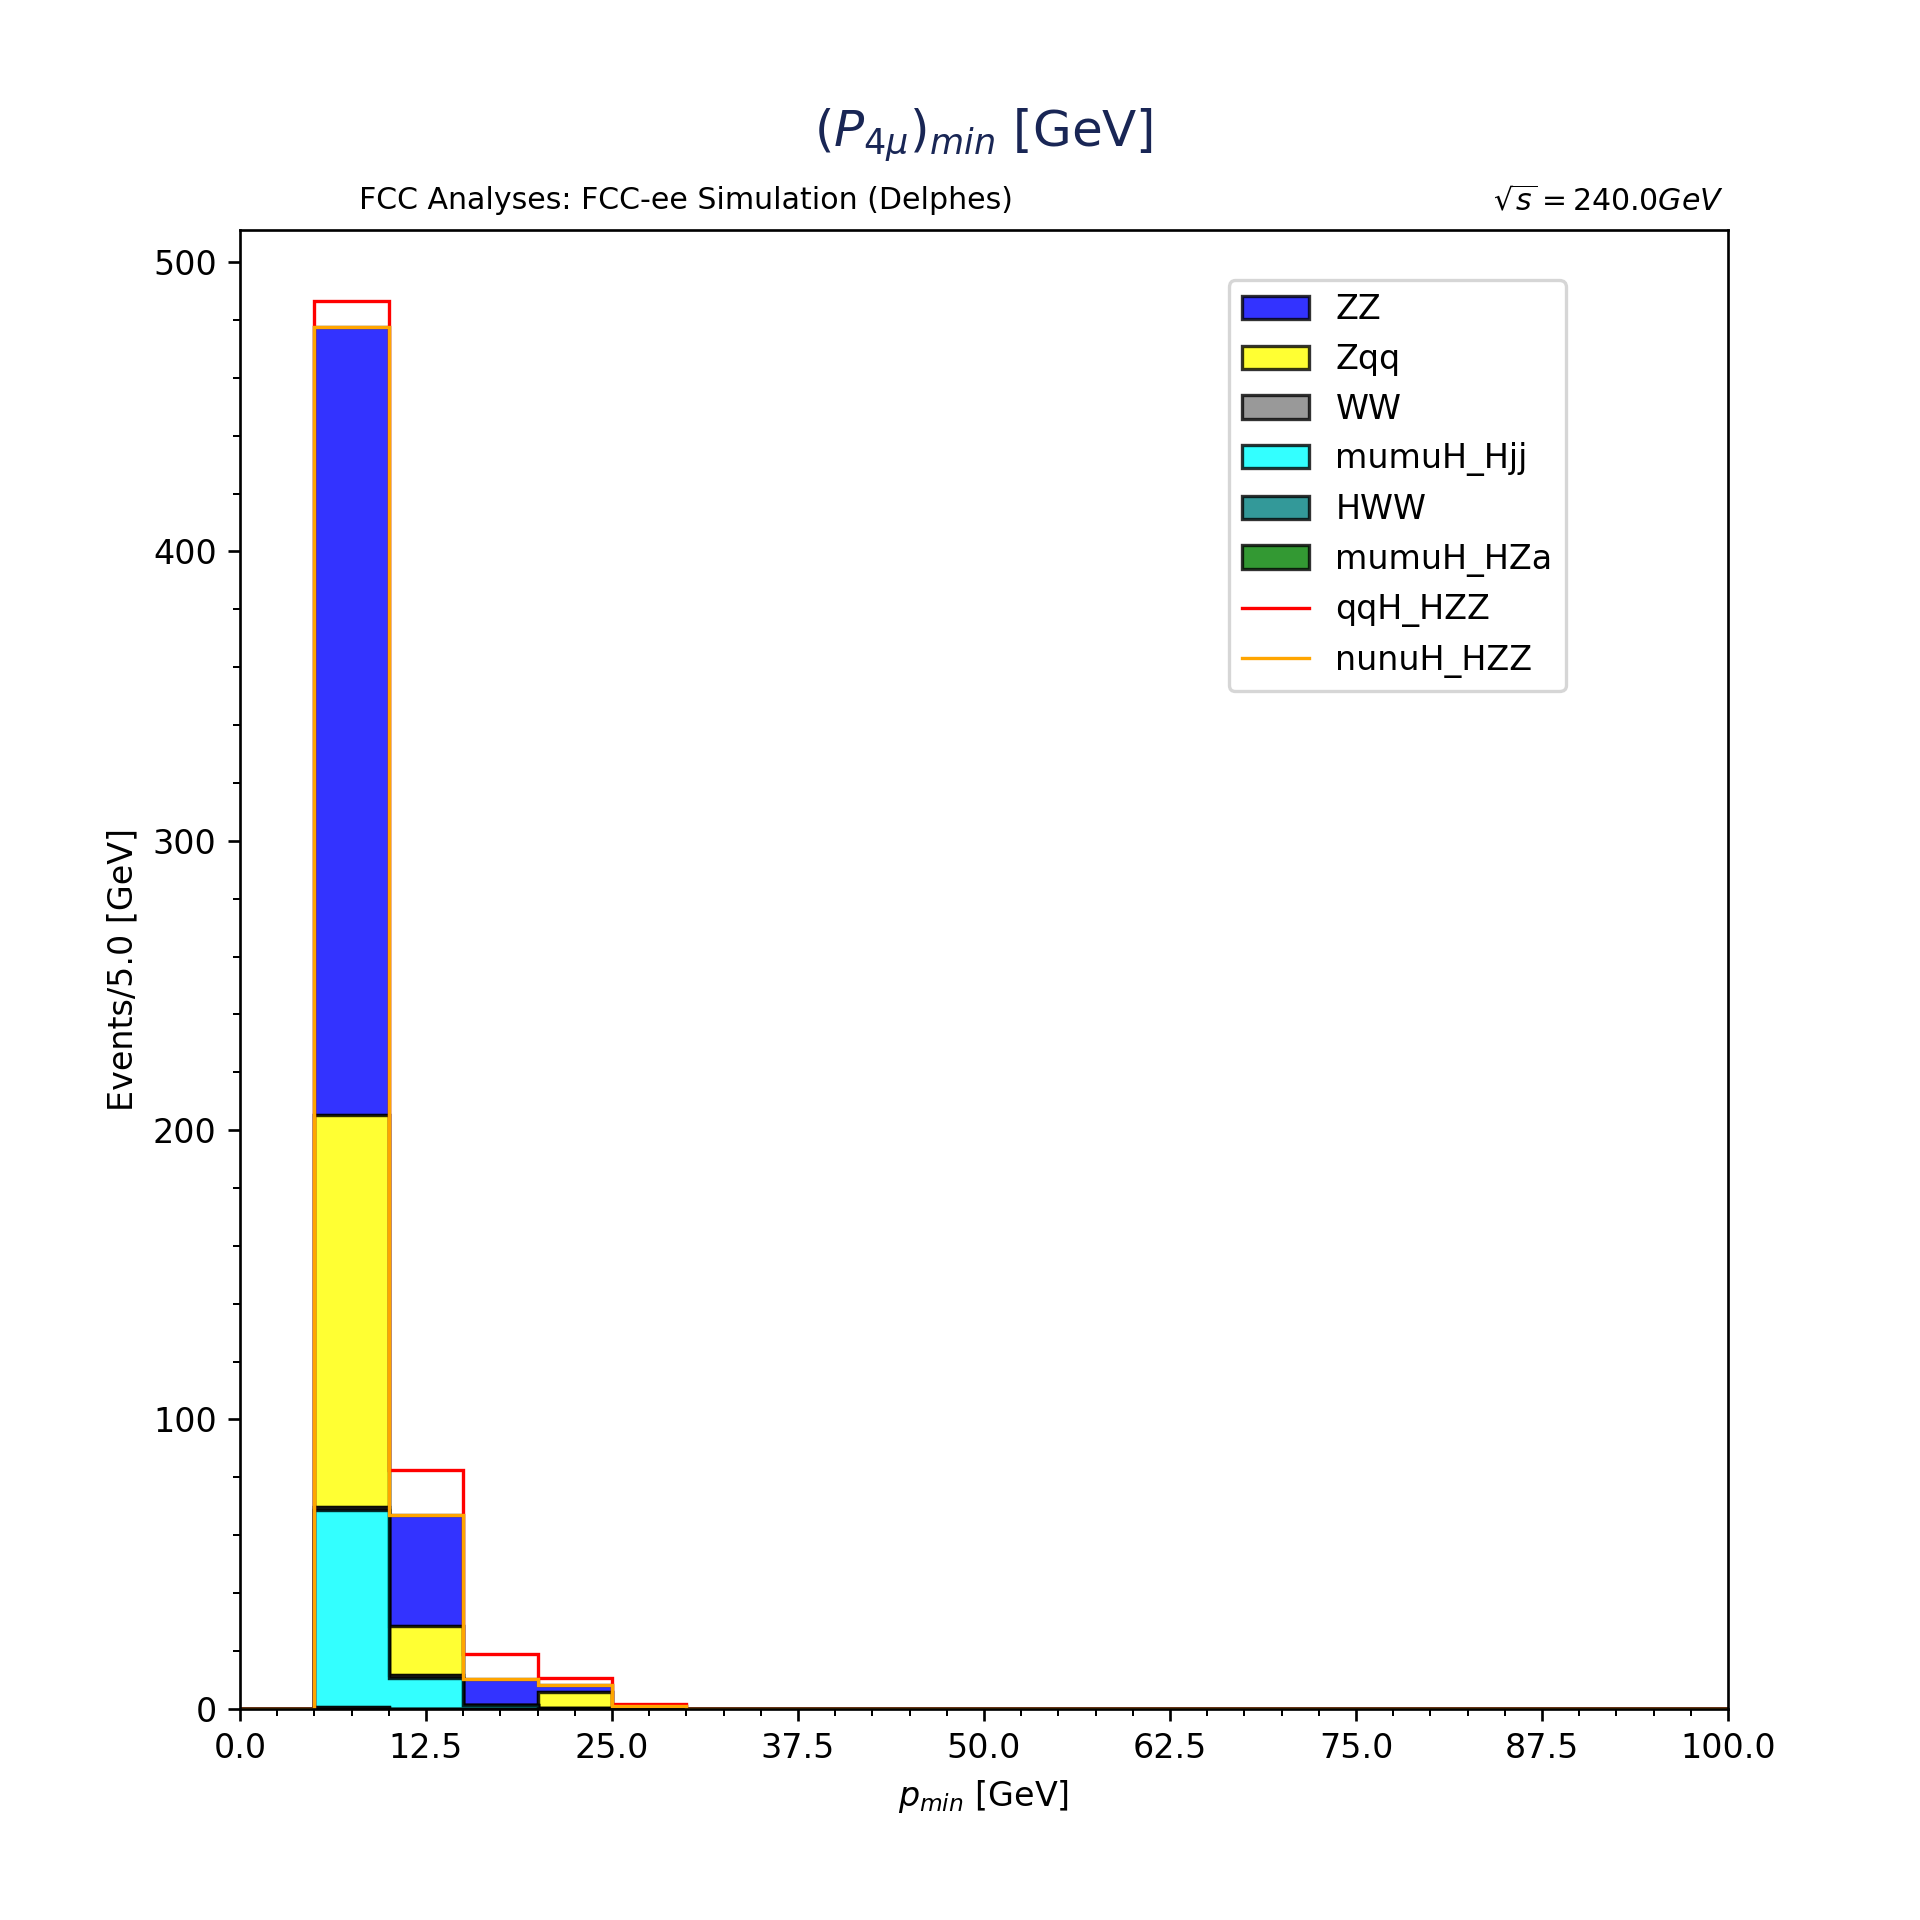 (P4μ)min [GeV]
FCC Analyses: FCC-ee Simulation (Delphes)
√s = 240.0GeV
500
400
300
200
100
0
Events/5.0 [GeV]
ZZ
Zqq
WW
mumuH_Hjj
HWW
mumuH_HZa
qqH_HZZ
nunuH_HZZ
0.0 12.5 25.0 37.5 50.0 62.5 75.0 87.5 100.0
pmin [GeV]